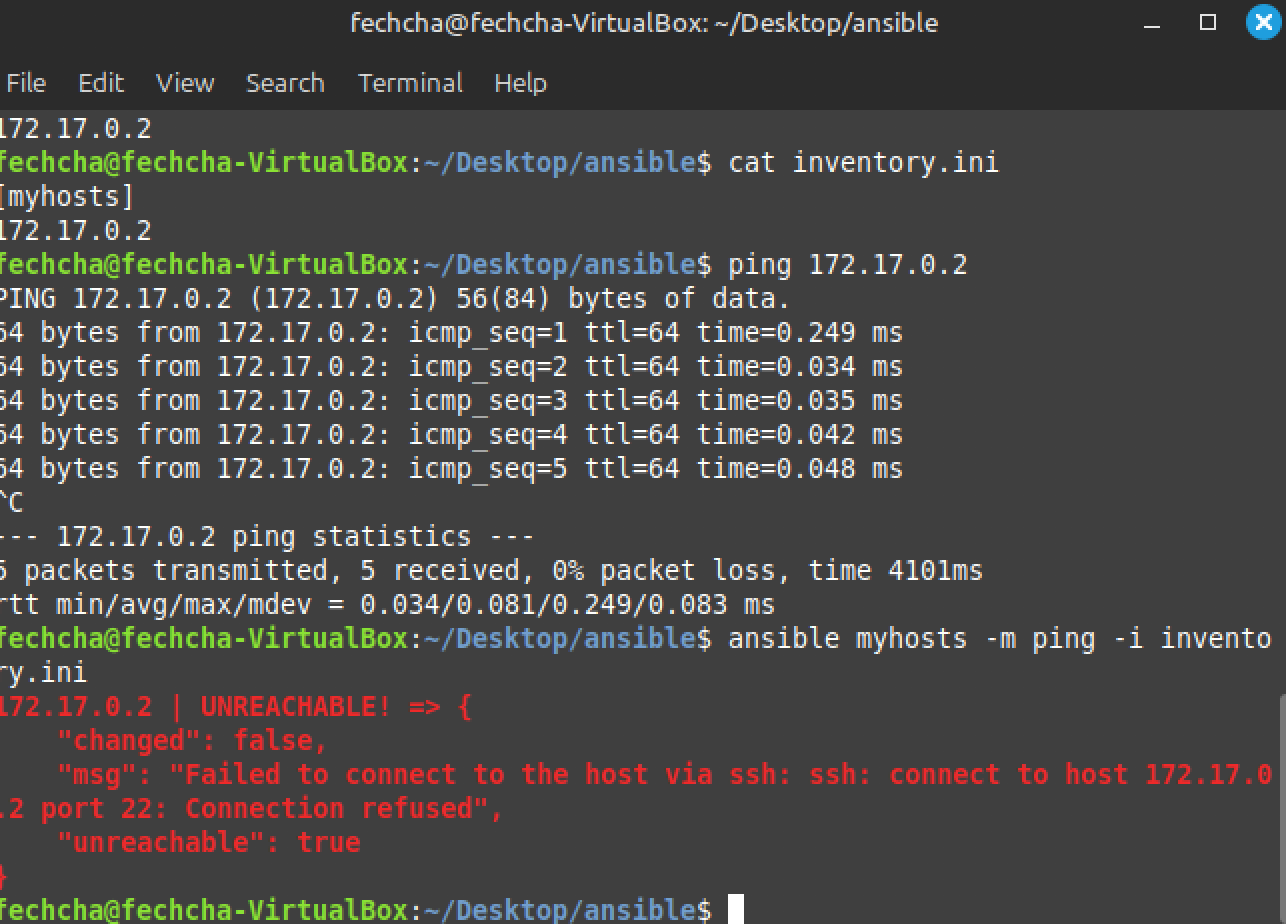 fechcha@fechcha-VirtualBox: ~/Desktop/ansible
File Edit View Search Terminal Help
172.17.0.2
fechcha@fechcha-VirtualBox:~/Desktop/ansible$ cat inventory.ini
[myhosts]
172.17.0.2
fechcha@fechcha-VirtualBox:~/Desktop/ansible$ ping 172.17.0.2
PING 172.17.0.2 (172.17.0.2) 56(84) bytes of data.
64 bytes from 172.17.0.2: icmp_seq=1 ttl=64 time=0.249 ms
64 bytes from 172.17.0.2: icmp_seq=2 ttl=64 time=0.034 ms
64 bytes from 172.17.0.2: icmp_seq=3 ttl=64 time=0.035 ms
64 bytes from 172.17.0.2: icmp_seq=4 ttl=64 time=0.042 ms
64 bytes from 172.17.0.2: icmp_seq=5 ttl=64 time=0.048 ms
^C
--- 172.17.0.2 ping statistics ---
5 packets transmitted, 5 received, 0% packet loss, time 4101ms
rtt min/avg/max/mdev = 0.034/0.081/0.249/0.083 ms
fechcha@fechcha-VirtualBox:~/Desktop/ansible$ ansible myhosts -m ping -i invento
ry.ini
172.17.0.2 | UNREACHABLE! => {
    "changed": false,
    "msg": "Failed to connect to the host via ssh: ssh: connect to host 172.17.0
.2 port 22: Connection refused",
    "unreachable": true
}
fechcha@fechcha-VirtualBox:~/Desktop/ansible$